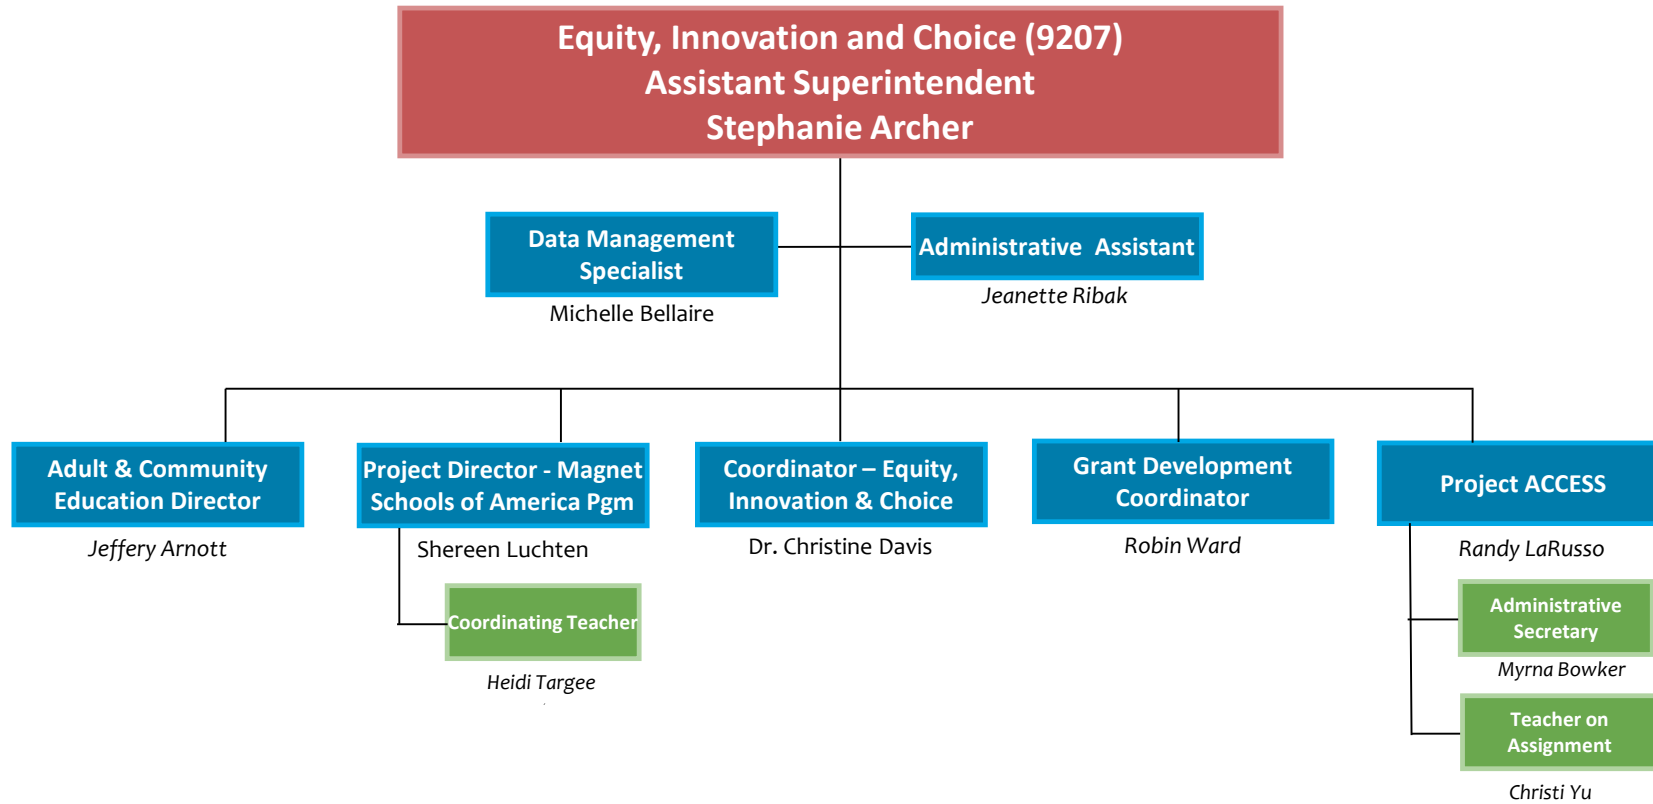 Equity, Innovation and Choice (9207)
Assistant Superintendent
Stephanie Archer
Data Management
Specialist
Michelle Bellaire
Administrative Assistant
Jeanette Ribak
Adult & Community
Education Director
Jeffery Arnott
Project Director - Magnet
Schools of America Pgm
Shereen Luchten
Coordinating Teacher
Heidi Targee
Coordinator – Equity,
Innovation & Choice
Dr. Christine Davis
Grant Development
Coordinator
Robin Ward
Project ACCESS
Randy LaRusso
Administrative
Secretary
Myrna Bowker
Teacher on
Assignment
Christi Yu